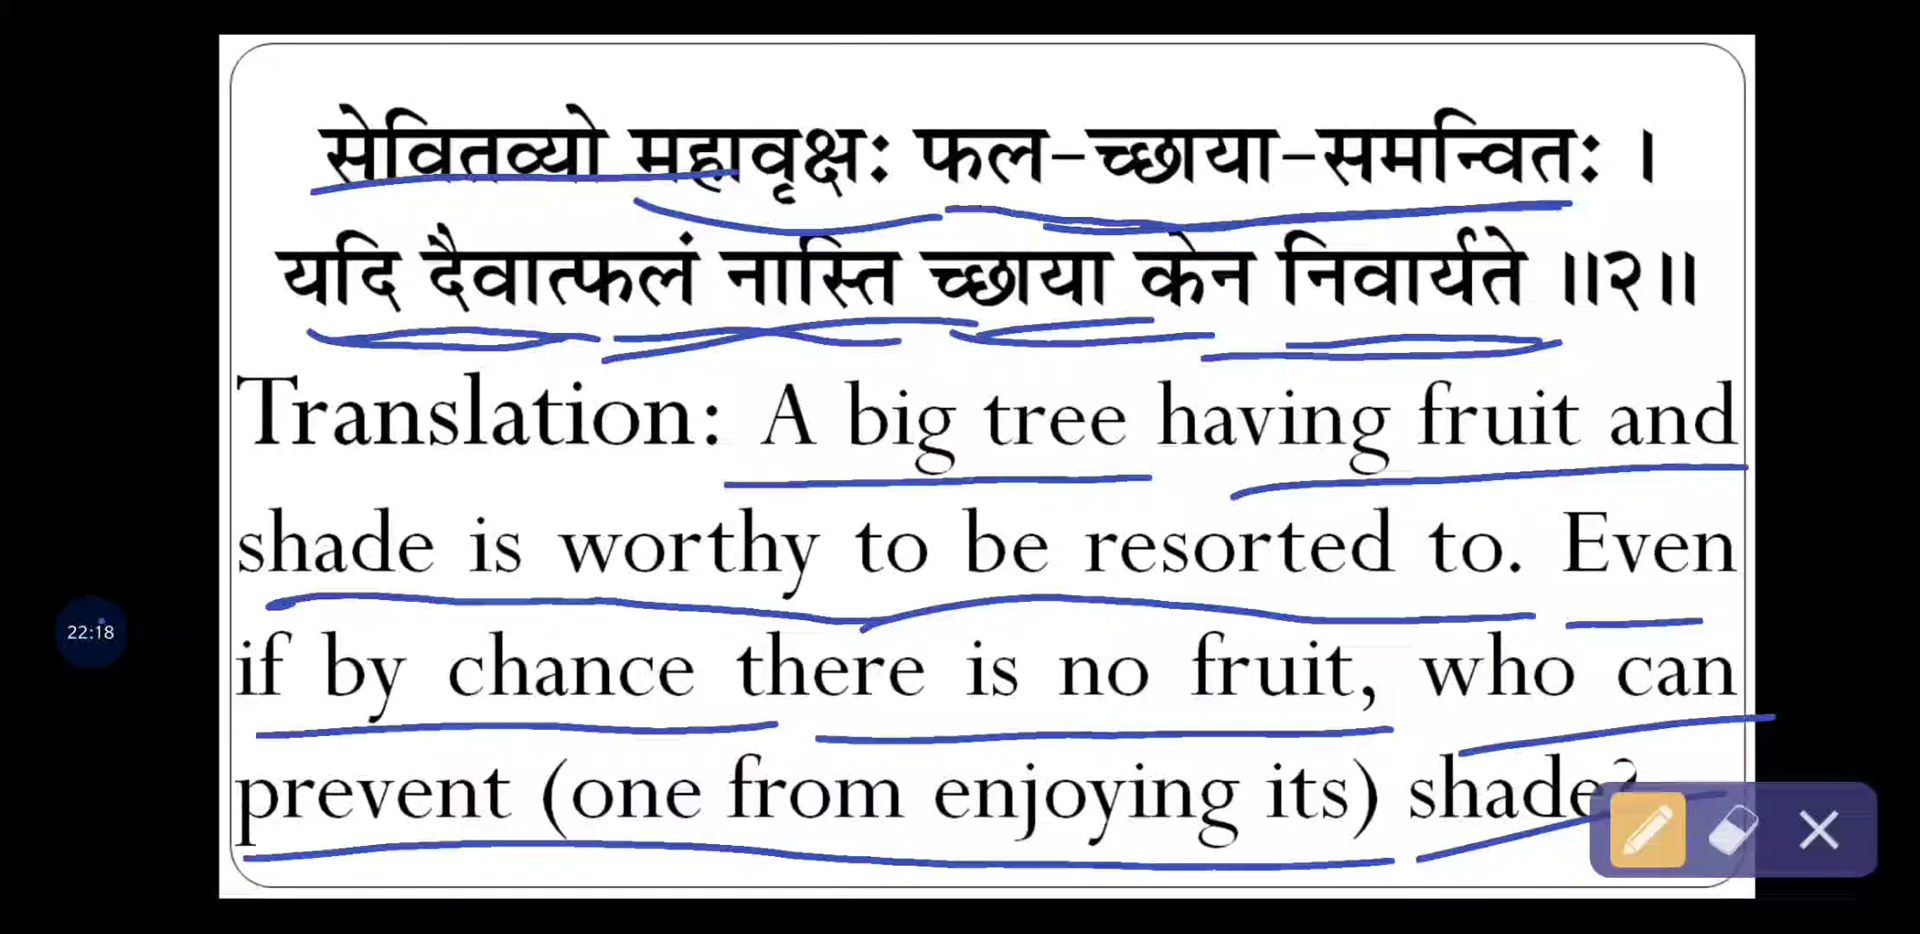 सेवितव्यो महावृक्षः फल-च्छाया-समन्वितः ।
यदि दैवात्फलं नास्ति च्छाया केन निवार्यते ॥२॥
Translation: A big tree having fruit and
shade is worthy to be resorted to. Even
if by chance there is no fruit, who can
prevent (one from enjoying its) shade?
22:18